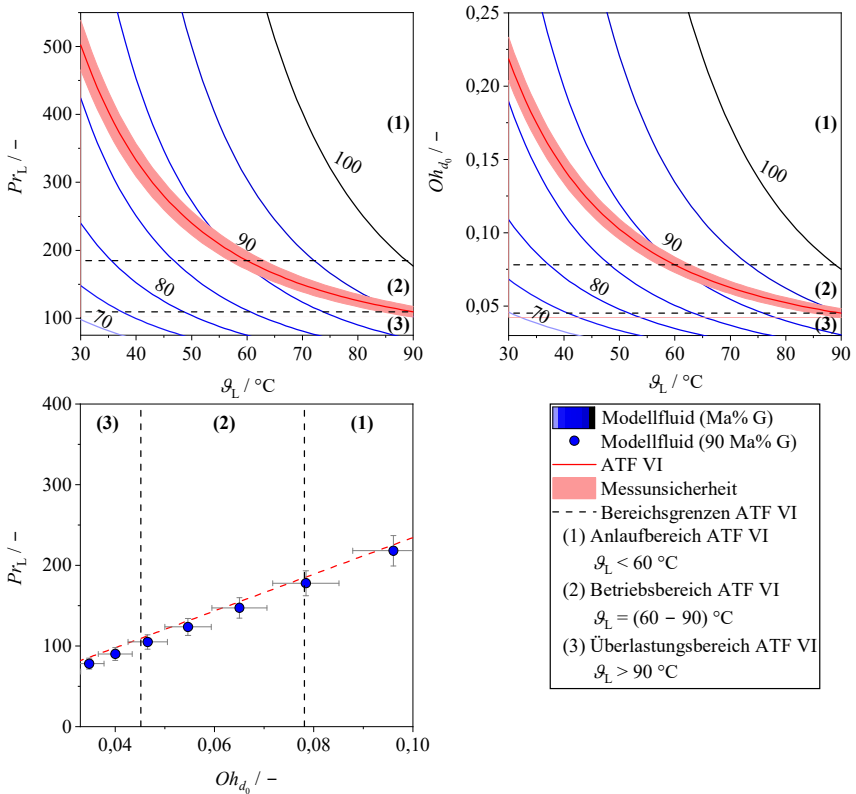 500
400
300
200
100
Pr_L / –
30 40 50 60 70 80 90
ϑ_L / °C
100
90
80
70
(1)
(2)
(3)
0,25
0,20
0,15
0,10
0,05
Oh_d₀ / –
30 40 50 60 70 80 90
ϑ_L / °C
100
90
80
70
(1)
(2)
(3)
400
300
200
100
0
Pr_L / –
0,04 0,06 0,08 0,10
Oh_d₀ / –
(3) (2) (1)
Modellfluid (Ma% G)
Modellfluid (90 Ma% G)
ATF VI
Messunsicherheit
Bereichsgrenzen ATF VI
(1) Anlaufbereich ATF VI
ϑ_L < 60 °C
(2) Betriebsbereich ATF VI
ϑ_L = (60 − 90) °C
(3) Überlastungsbereich ATF VI
ϑ_L > 90 °C